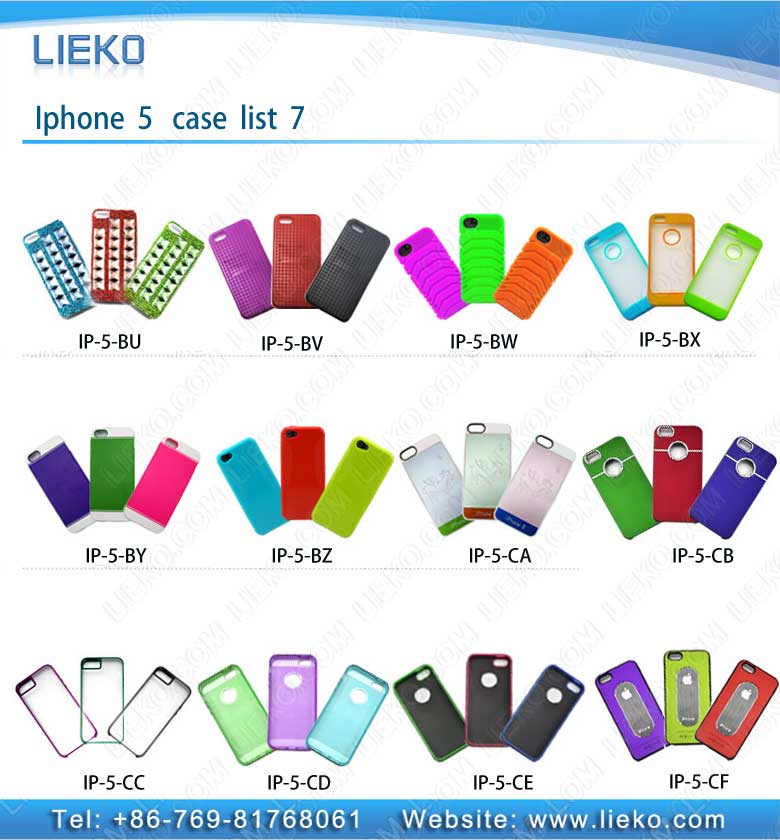 LIEKO
Iphone 5 case list 7
IP-5-BU
IP-5-BV
IP-5-BW
IP-5-BX
IP-5-BY
IP-5-BZ
IP-5-CA
IP-5-CB
IP-5-CC
IP-5-CD
IP-5-CE
IP-5-CF
Tel: +86-769-81768061 Website: www.lieko.com